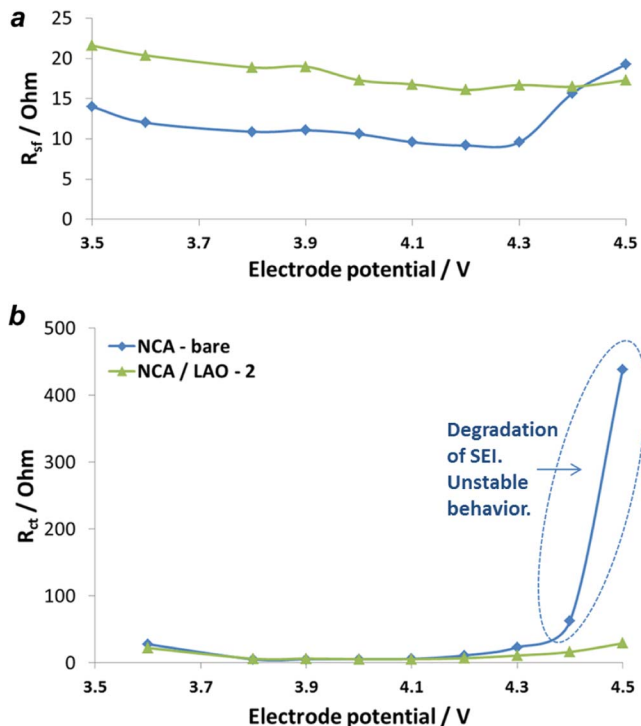 a
25
20
15
10
5
0
R_sf / Ohm
3.5 3.7 3.9 4.1 4.3 4.5
Electrode potential / V
b
500
400
300
200
100
0
R_ct / Ohm
NCA - bare
NCA / LAO - 2
Degradation
of SEI.
Unstable
behavior.
3.5 3.7 3.9 4.1 4.3 4.5
Electrode potential / V